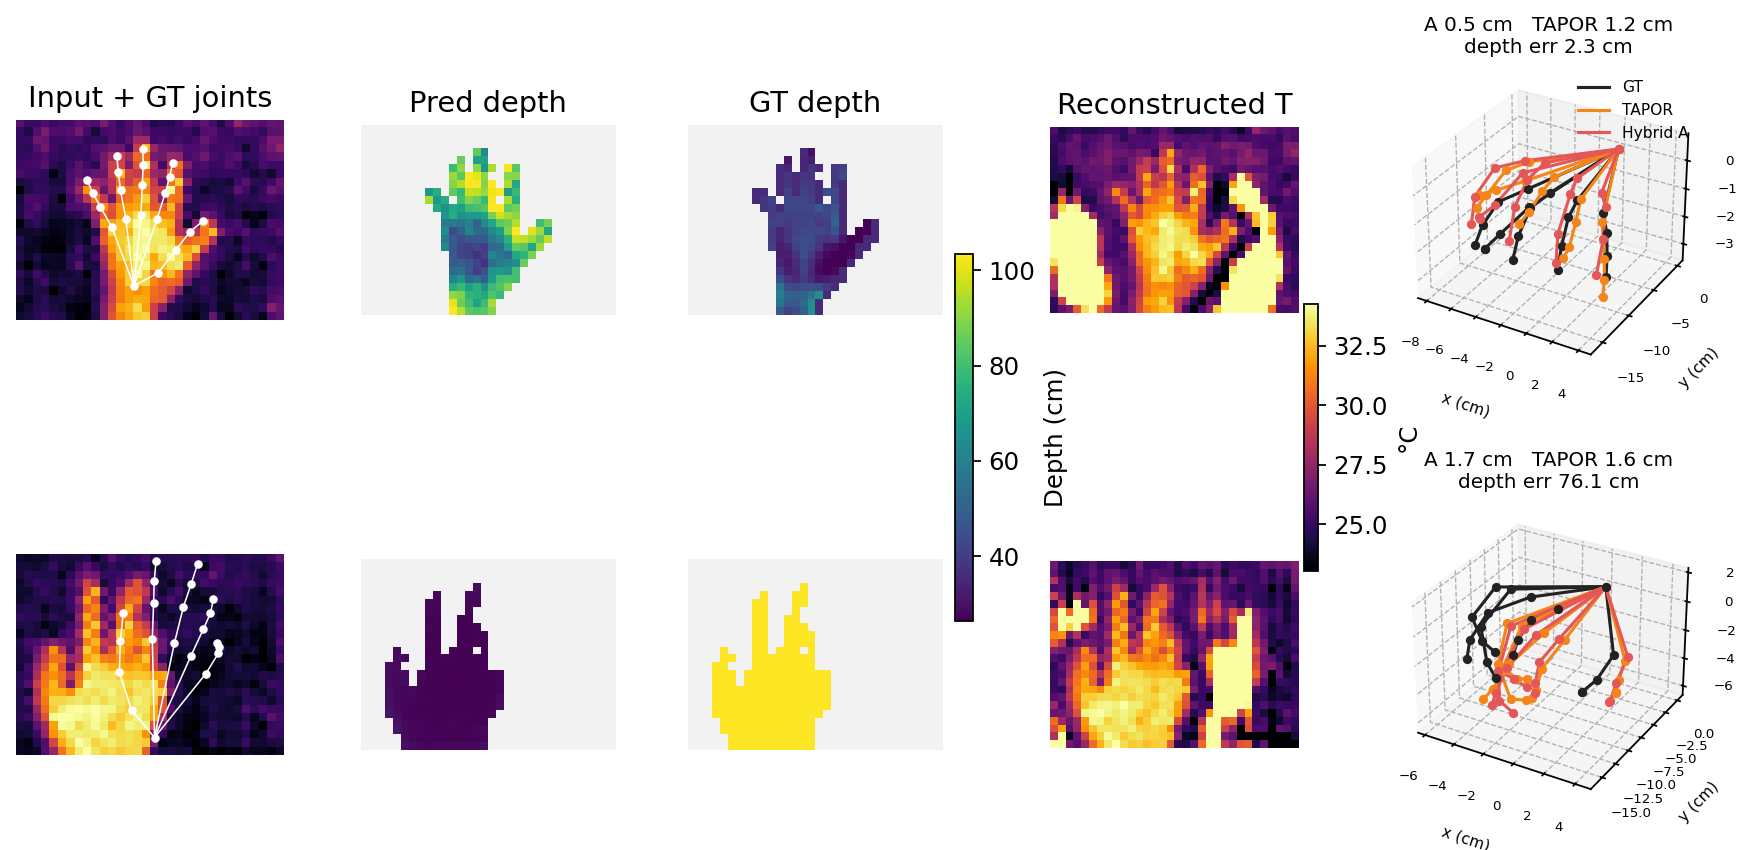 A 0.5 cm   TAPOR 1.2 cm
depth err 2.3 cm
Input + GT joints
Pred depth
GT depth
Reconstructed T
GT
TAPOR
Hybrid A
0
−1
−2
−3
0
−5
−10
−15
y (cm)
−8
−6
−4
−2
0
2
4
x (cm)
100
80
60
40
Depth (cm)
32.5
30.0
27.5
25.0
°C
A 1.7 cm   TAPOR 1.6 cm
depth err 76.1 cm
2
0
−2
−4
−6
0.0
−2.5
−5.0
−7.5
−10.0
−12.5
−15.0
y (cm)
−6
−4
−2
0
2
4
x (cm)